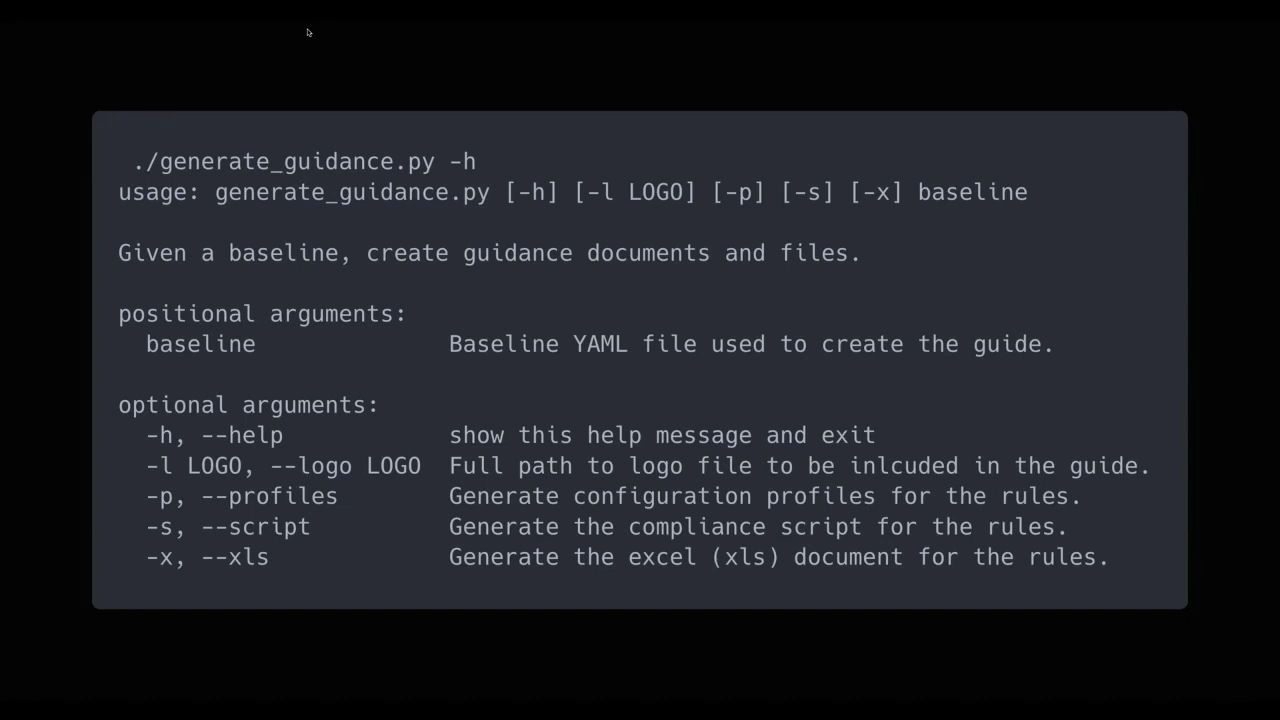 ./generate_guidance.py -h
usage: generate_guidance.py [-h] [-l LOGO] [-p] [-s] [-x] baseline
Given a baseline, create guidance documents and files.
positional arguments:
baseline Baseline YAML file used to create the guide.
optional arguments:
-h, --help show this help message and exit
-l LOGO, --logo LOGO Full path to logo file to be inlcuded in the guide.
-p, --profiles Generate configuration profiles for the rules.
-s, --script Generate the compliance script for the rules.
-x, --xls Generate the excel (xls) document for the rules.